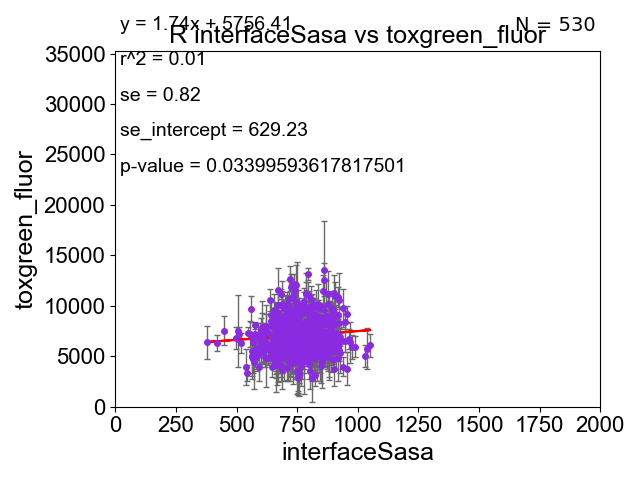 y = 1.74x + 5756.41
N = 530
R interfaceSasa vs toxgreen_fluor
r^2 = 0.01
se = 0.82
se_intercept = 629.23
p-value = 0.03399593617817501
35000
30000
25000
20000
15000
10000
5000
0
toxgreen_fluor
0 250 500 750 1000 1250 1500 1750 2000
interfaceSasa